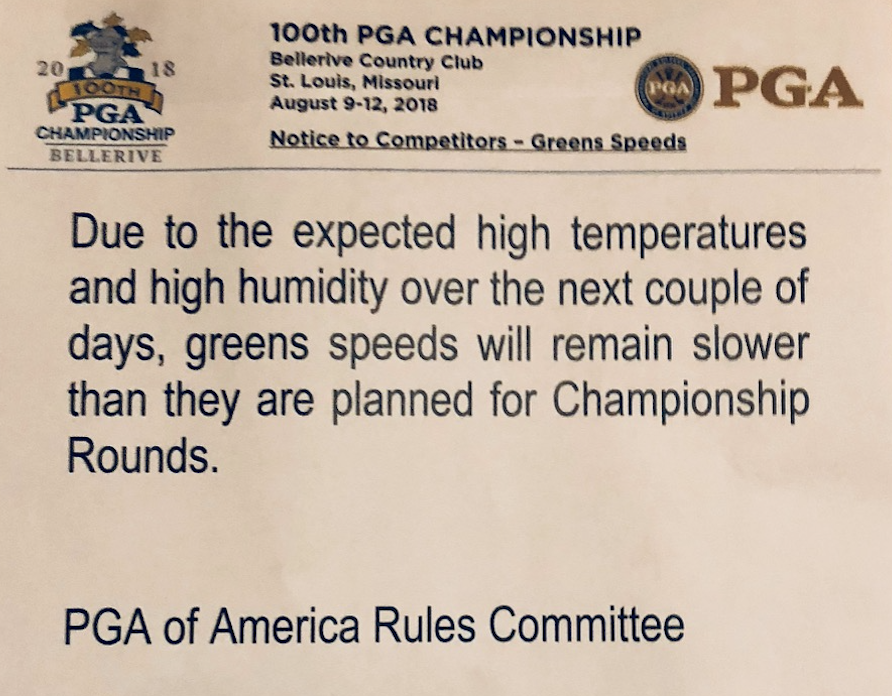 20 18
100TH
PGA
CHAMPIONSHIP
BELLERIVE
100th PGA CHAMPIONSHIP
Bellerive Country Club
St. Louis, Missouri
August 9-12, 2018
Notice to Competitors – Greens Speeds
PGA
PGA
Due to the expected high temperatures
and high humidity over the next couple of
days, greens speeds will remain slower
than they are planned for Championship
Rounds.
PGA of America Rules Committee